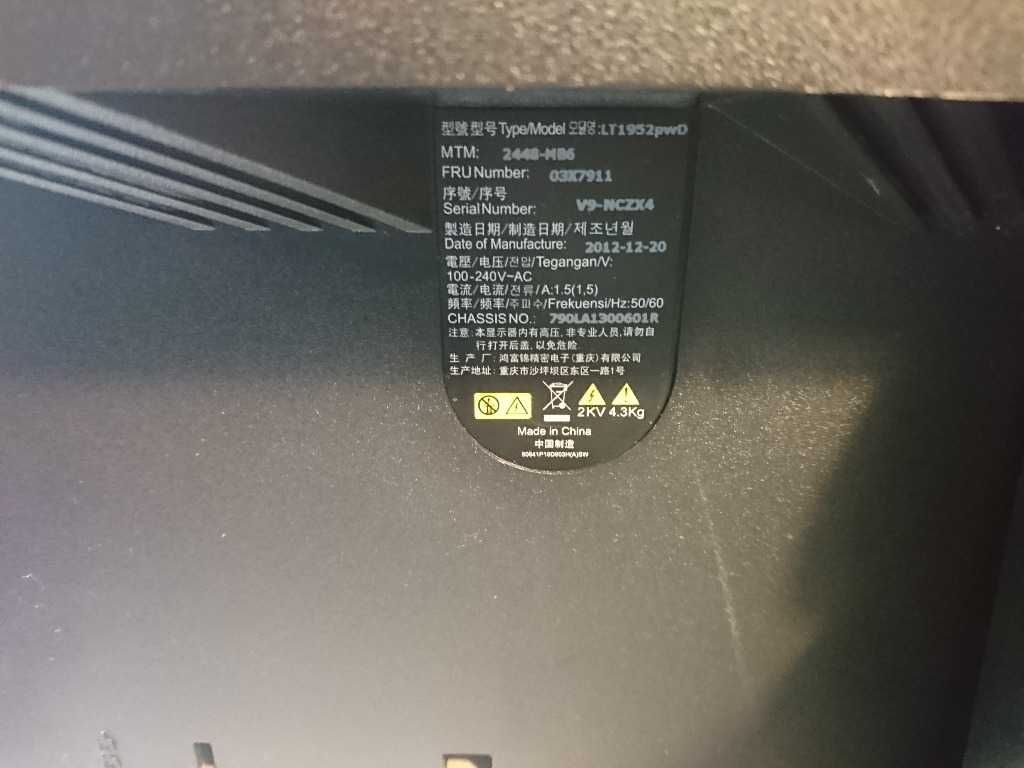 型號型号Type/Model 모델명:LT1952pwD
MTM: 2448-MB6
FRU Number: 03X7911
序號/序号
Serial Number: V9-NCZX4
製造日期/制造日期/제조년월
Date of Manufacture: 2012-12-20
電壓/电压/전압/Tegangan/V:
100-240V~AC
電流/电流/전류/A:1.5(1,5)
頻率/频率/주파수/Frekuensi/Hz:50/60
CHASSIS NO.: 790LA1300601R
注意:本显示器内有高压,非专业人员,请勿自
行打开后盖,以免危险
生 产 厂: 鸿富锦精密电子(重庆)有限公司
生产地址: 重庆市沙坪坝区东区一路1号
2KV 4.3Kg
Made in China
中国制造